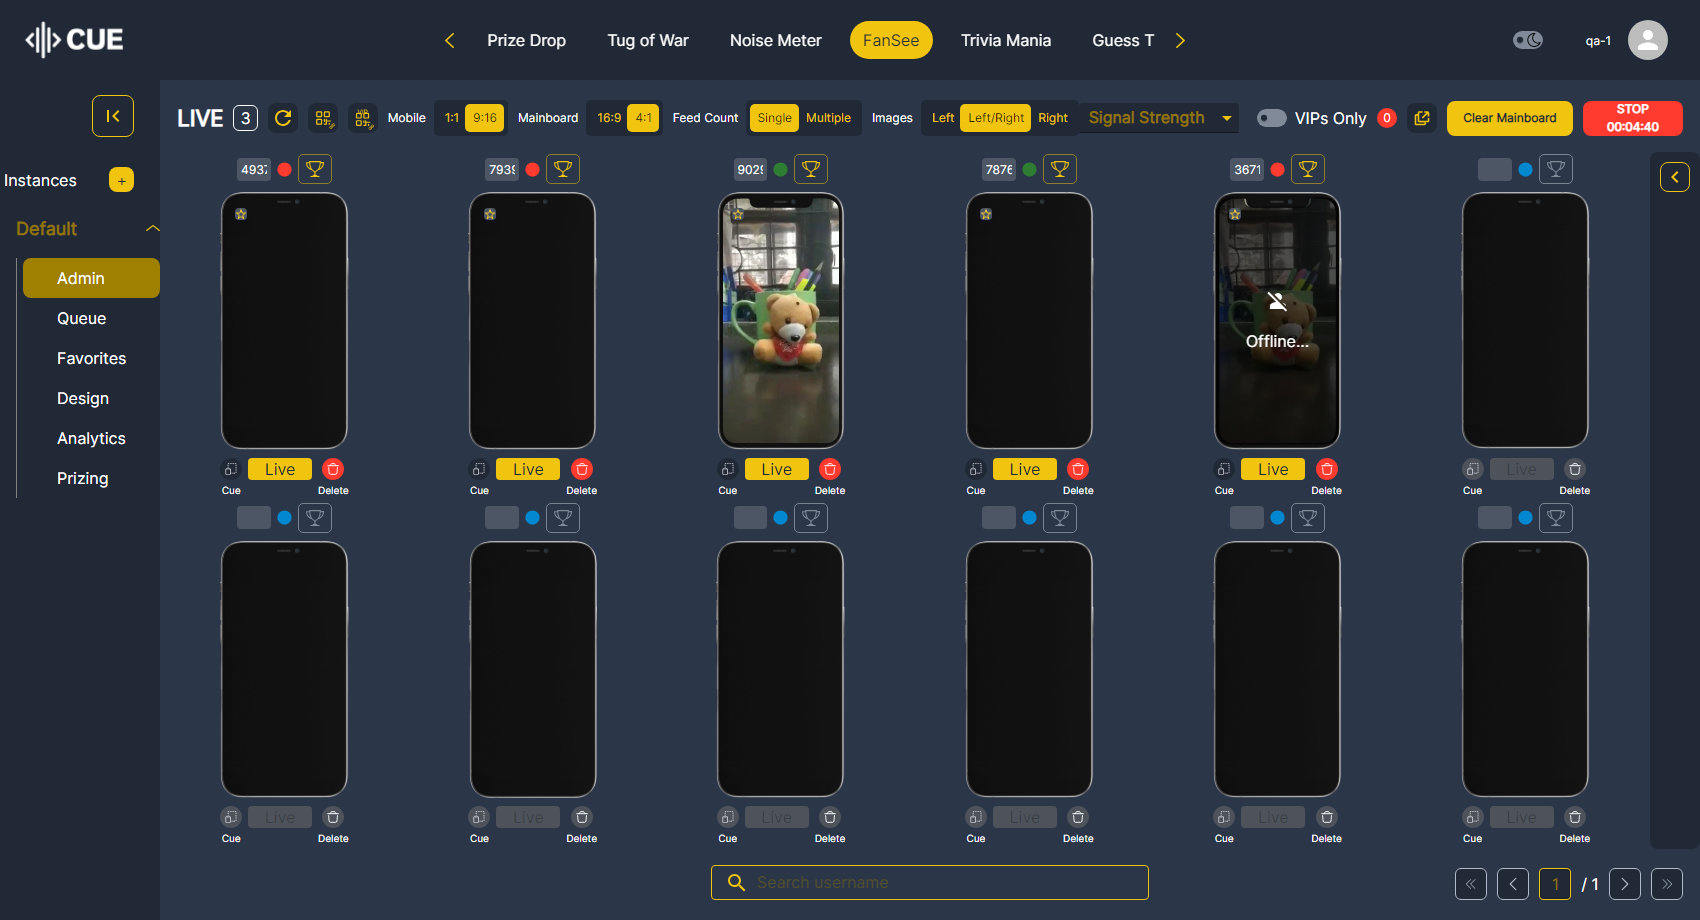 CUE
Prize Drop
Tug of War
Noise Meter
FanSee
Trivia Mania
Guess T
qa-1
LIVE 3
Mobile 1:1 9:16
Mainboard 16:9 4:1
Feed Count Single Multiple
Images Left Left/Right Right
Signal Strength
VIPs Only 0
Clear Mainboard
STOP
00:04:40
Instances +
Default
Admin
Queue
Favorites
Design
Analytics
Prizing
4937
7939
9029
7876
3671
Offline...
Live Live Live Live Live Live
Cue Delete Cue Delete Cue Delete Cue Delete Cue Delete Cue Delete
Live Live Live Live Live Live
Cue Delete Cue Delete Cue Delete Cue Delete Cue Delete Cue Delete
Search username
1 / 1